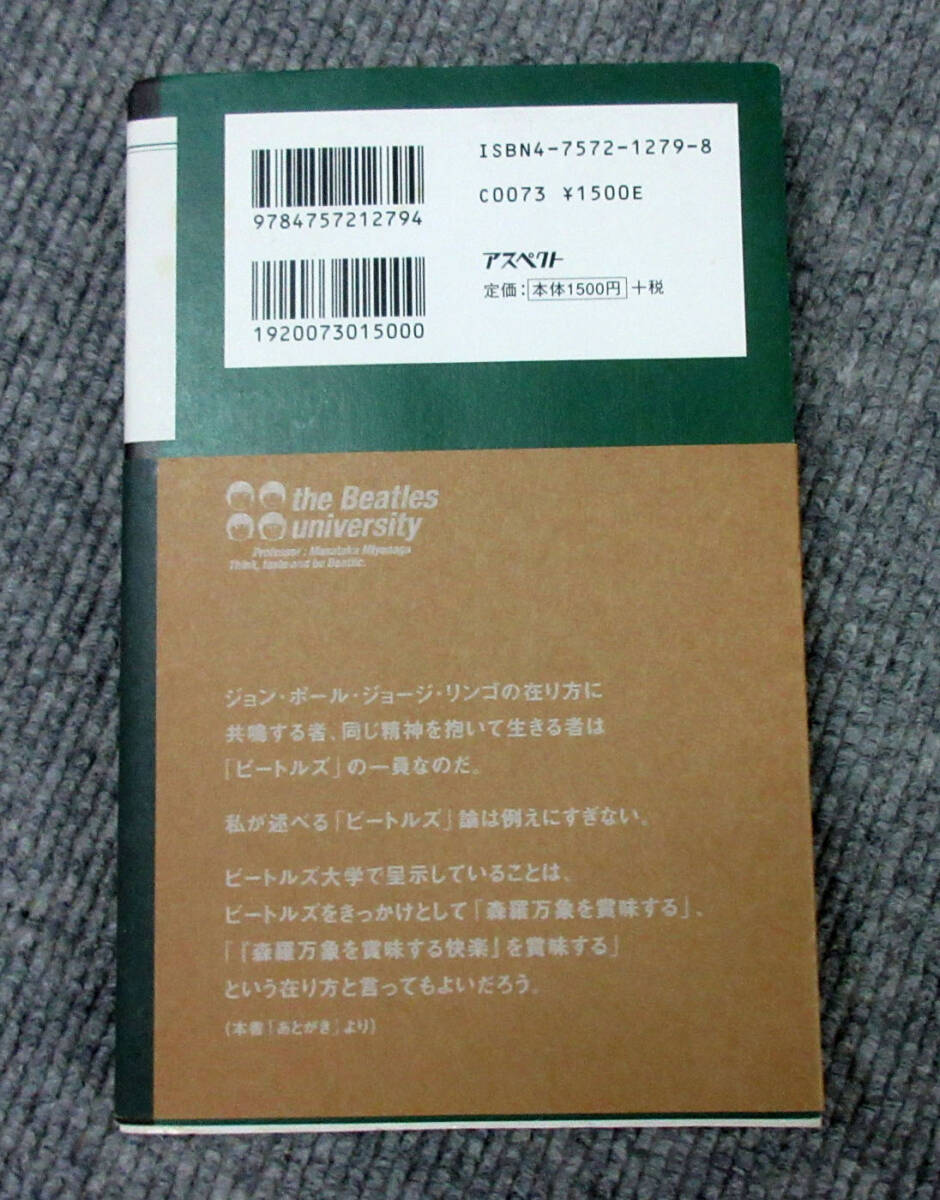 ISBN4-7572-1279-8
C0073 ¥1500E
9784757212794
アスペクト
定価：本体1500円＋税
1920073015000
the Beatles
university
Professor : Masataka Miyanaga
Think, taste and be Beatle.
ジョン・ポール・ジョージ・リンゴの在り方に
共鳴する者、同じ精神を抱いて生きる者は
「ビートルズ」の一員なのだ。
私が述べる「ビートルズ」論は例えにすぎない。
ビートルズ大学で呈示していることは、
ビートルズをきっかけとして「森羅万象を賞味する」、
「『森羅万象を賞味する快楽』を賞味する」
という在り方と言ってもよいだろう。
（本書「あとがき」より）